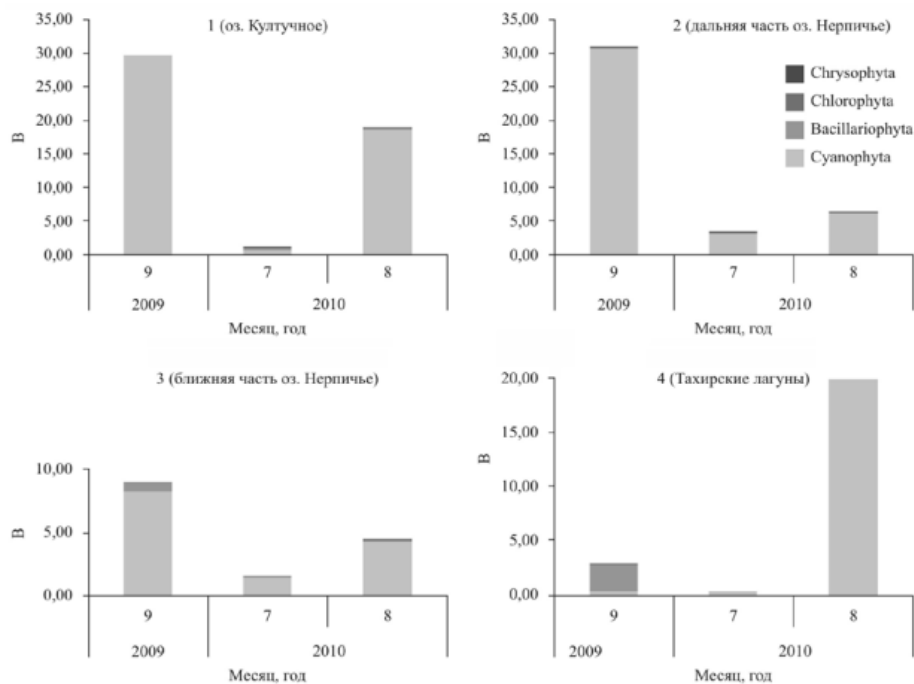 1 (оз. Култучное)
35,00
30,00
25,00
20,00
15,00
10,00
5,00
0,00
В
9
7
8
2009
2010
Месяц, год
2 (дальняя часть оз. Нерпичье)
35,00
30,00
25,00
20,00
15,00
10,00
5,00
0,00
В
Chrysophyta
Chlorophyta
Bacillariophyta
Cyanophyta
9
7
8
2009
2010
Месяц, год
3 (ближняя часть оз. Нерпичье)
10,00
5,00
0,00
В
9
7
8
2009
2010
Месяц, год
4 (Тахирские лагуны)
20,00
15,00
10,00
5,00
0,00
В
9
7
8
2009
2010
Месяц, год